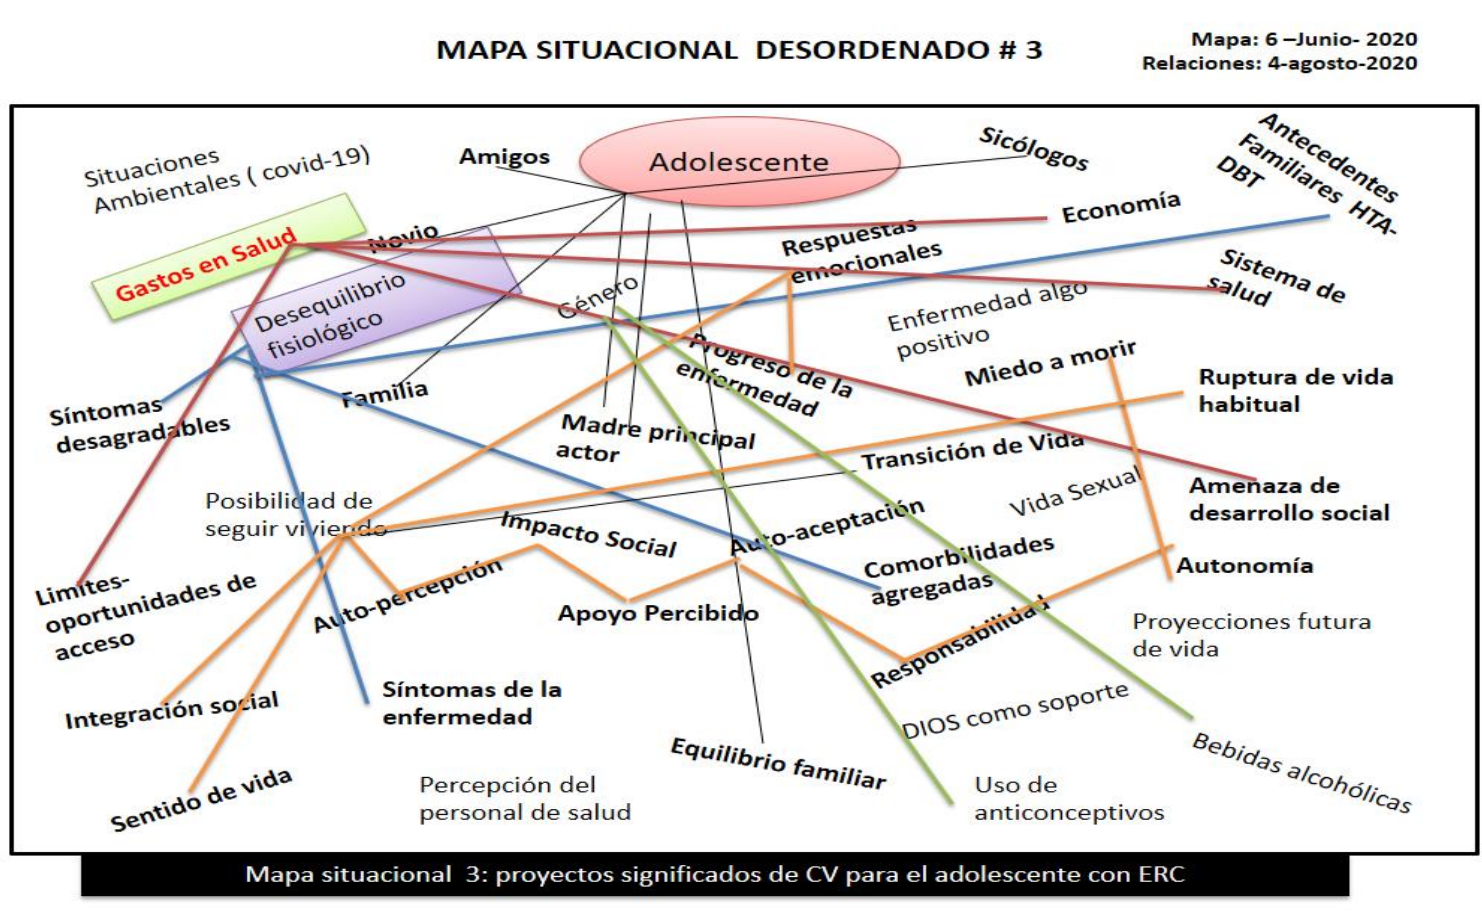 MAPA SITUACIONAL DESORDENADO # 3
Mapa: 6 –Junio- 2020
Relaciones: 4-agosto-2020
Situaciones
Ambientales ( covid-19)
Amigos
Adolescente
Sicólogos
Antecedentes
Familiares HTA-
DBT
Gastos en Salud
Novio
Economía
Respuestas
emocionales
Sistema de
salud
Desequilibrio
fisiológico
Género
Enfermedad algo
positivo
Progreso de la
enfermedad
Miedo a morir
Ruptura de vida
habitual
Síntomas
desagradables
Familia
Madre principal
actor
Transición de Vida
Posibilidad de
seguir viviendo
Impacto Social
Auto-aceptación
Vida Sexual
Amenaza de
desarrollo social
Limites-
oportunidades de
acceso
Auto-percepción
Apoyo Percibido
Comorbilidades
agregadas
Autonomía
Responsabilidad
Proyecciones futura
de vida
Integración social
Síntomas de la
enfermedad
DIOS como soporte
Equilibrio familiar
Bebidas alcohólicas
Sentido de vida
Percepción del
personal de salud
Uso de
anticonceptivos
Mapa situacional 3: proyectos significados de CV para el adolescente con ERC